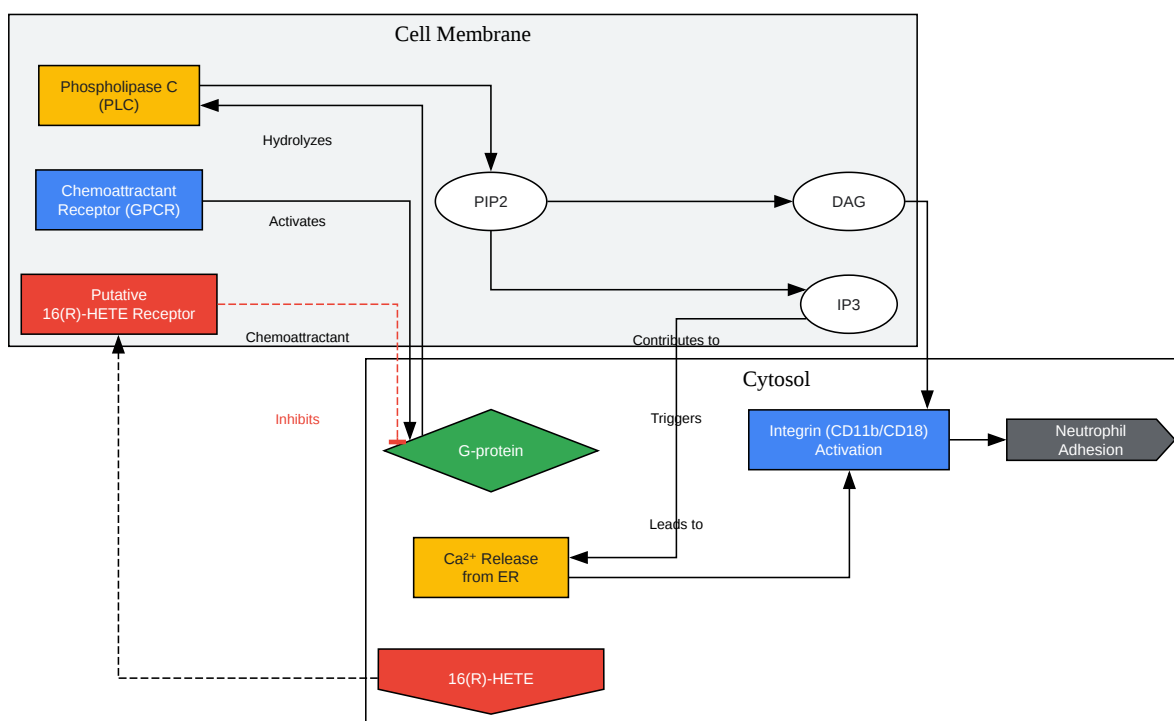 Cell Membrane
Phospholipase C
(PLC)
Hydrolyzes
Chemoattractant
Receptor (GPCR)
Activates
PIP2
DAG
Putative
16(R)-HETE Receptor
IP3
Chemoattractant
Contributes to
Cytosol
Inhibits
Triggers
Integrin (CD11b/CD18)
Activation
Neutrophil
Adhesion
G-protein
Leads to
Ca²⁺ Release
from ER
16(R)-HETE